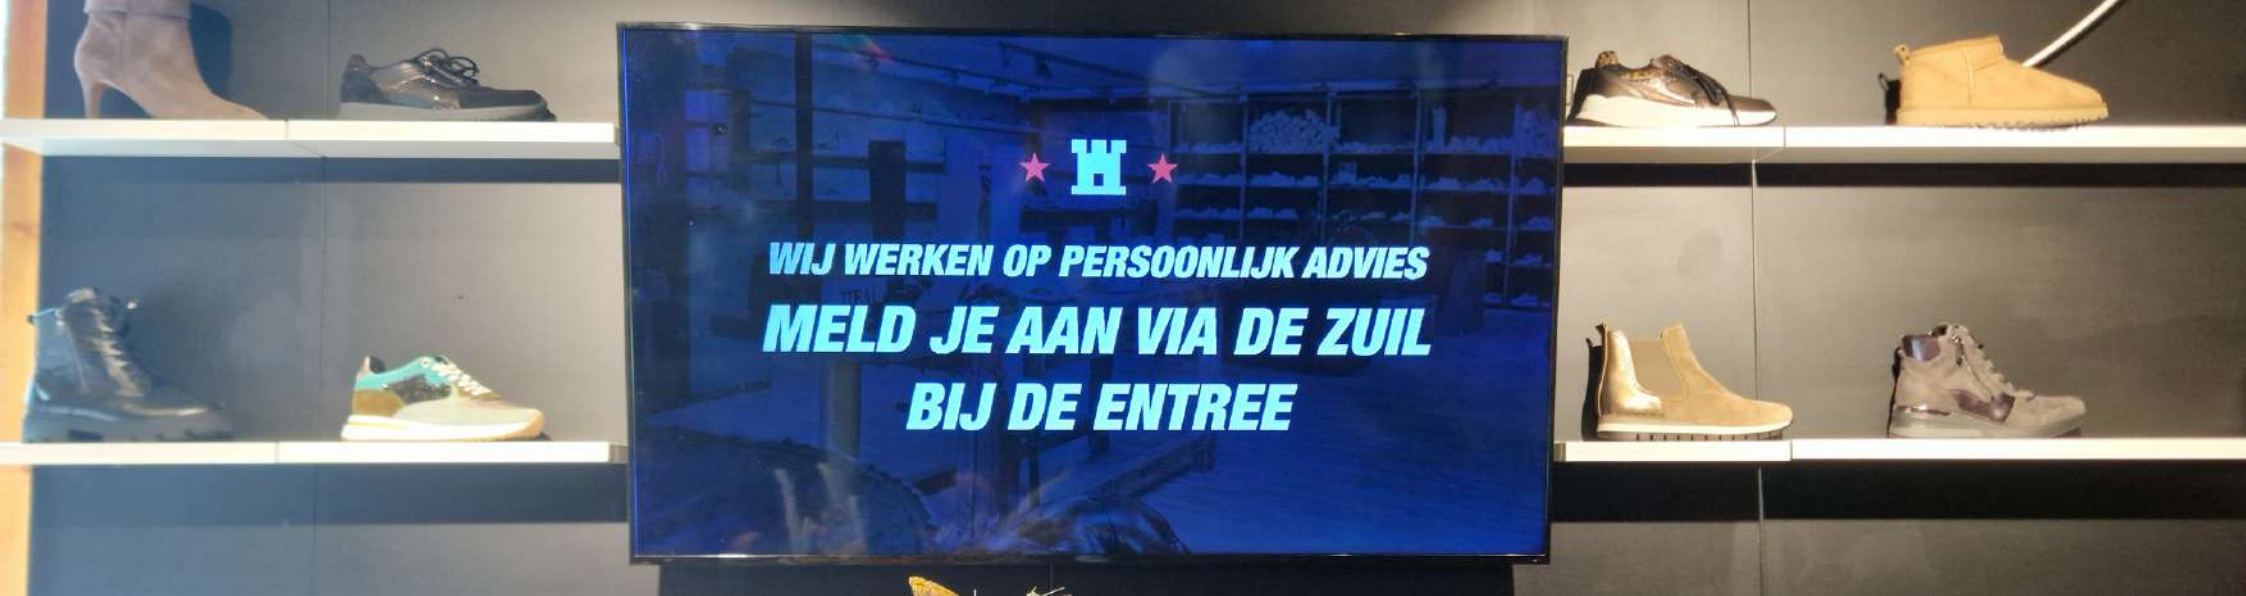 WIJ WERKEN OP PERSOONLIJK ADVIES
MELD JE AAN VIA DE ZUIL
BIJ DE ENTREE